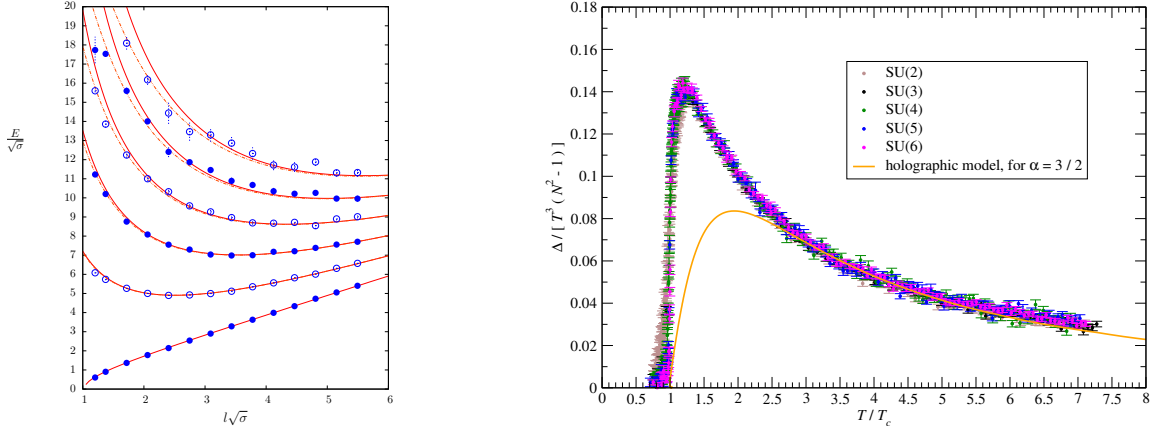 20
19
18
17
16
15
14
13
12
11
10
9
8
7
6
5
4
3
2
1
0
E/√σ
1 2 3 4 5 6
l√σ
0.18
0.16
0.14
0.12
0.1
0.08
0.06
0.04
0.02
0
Δ / [ T³ ( N² - 1 ) ]
SU(2)
SU(3)
SU(4)
SU(5)
SU(6)
holographic model, for α = 3 / 2
0 0.5 1 1.5 2 2.5 3 3.5 4 4.5 5 5.5 6 6.5 7 7.5 8
T / T_c